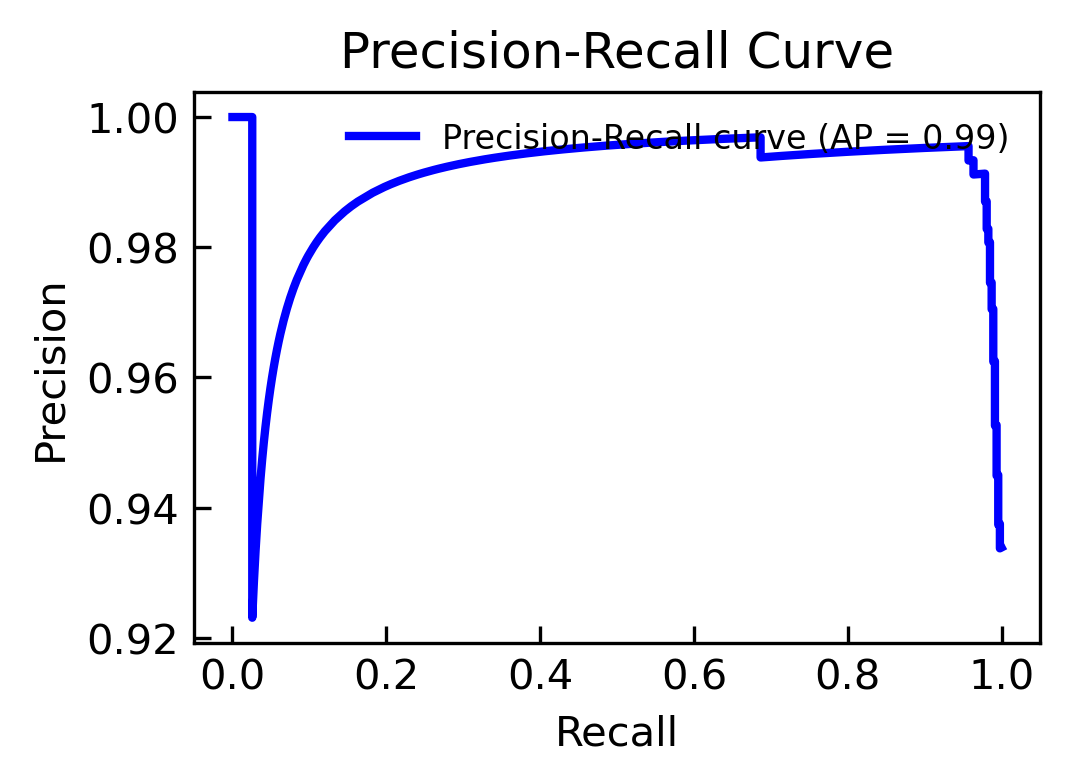 Precision-Recall Curve
1.00
0.98
0.96
0.94
0.92
Precision
Precision-Recall curve (AP = 0.99)
0.0 0.2 0.4 0.6 0.8 1.0
Recall